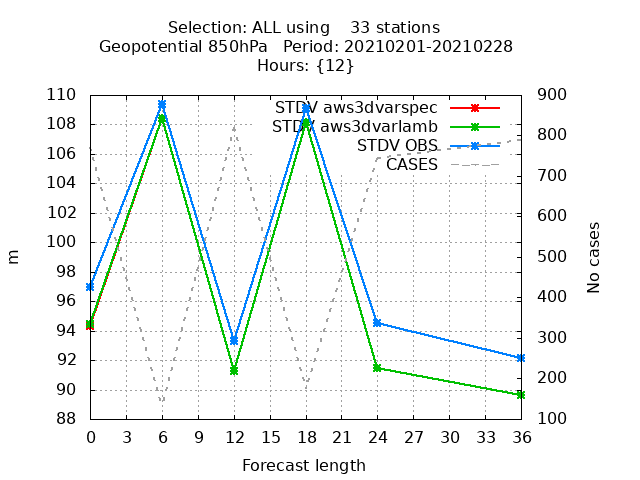 Selection: ALL using    33 stations
Geopotential 850hPa   Period: 20210201-20210228
Hours: {12}
STDV aws3dvarspec
STDV aws3dvarlamb
STDV OBS
CASES
110
108
106
104
102
100
98
96
94
92
90
88
m
900
800
700
600
500
400
300
200
100
No cases
0 3 6 9 12 15 18 21 24 27 30 33 36
Forecast length